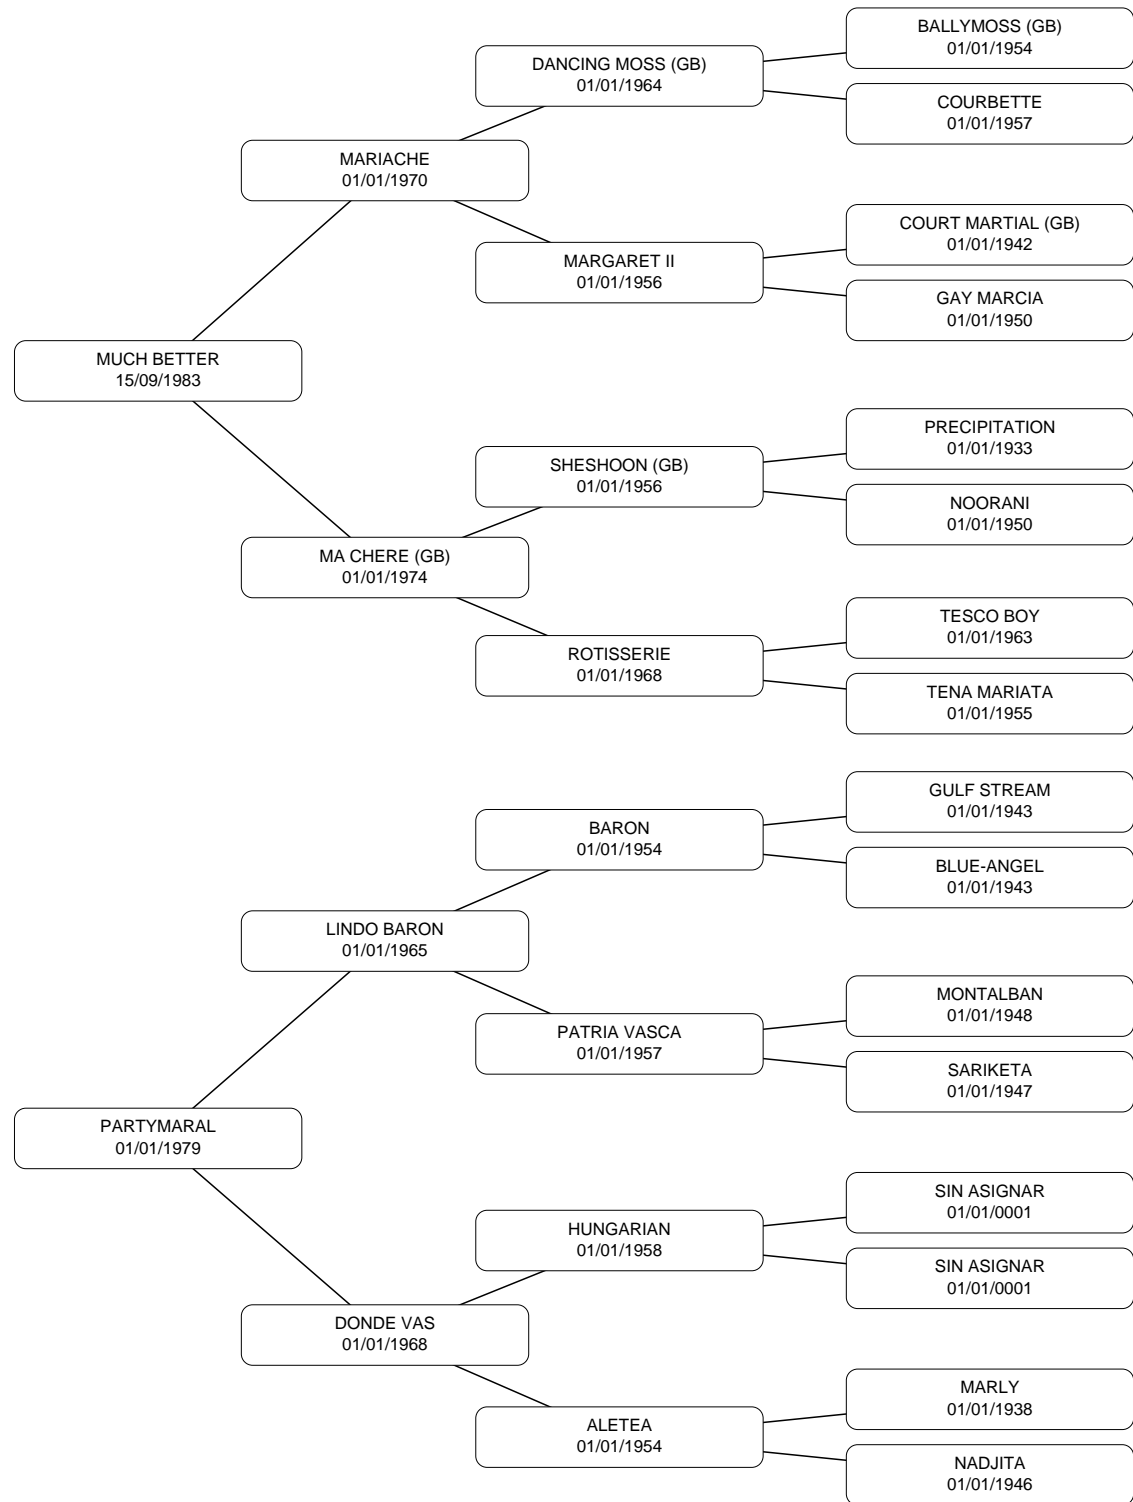 BALLYMOSS (GB)
01/01/1954
DANCING MOSS (GB)
01/01/1964
COURBETTE
01/01/1957
MARIACHE
01/01/1970
COURT MARTIAL (GB)
01/01/1942
MARGARET II
01/01/1956
GAY MARCIA
01/01/1950
MUCH BETTER
15/09/1983
PRECIPITATION
01/01/1933
SHESHOON (GB)
01/01/1956
NOORANI
01/01/1950
MA CHERE (GB)
01/01/1974
TESCO BOY
01/01/1963
ROTISSERIE
01/01/1968
TENA MARIATA
01/01/1955
GULF STREAM
01/01/1943
BARON
01/01/1954
BLUE-ANGEL
01/01/1943
LINDO BARON
01/01/1965
MONTALBAN
01/01/1948
PATRIA VASCA
01/01/1957
SARIKETA
01/01/1947
PARTYMARAL
01/01/1979
SIN ASIGNAR
01/01/0001
HUNGARIAN
01/01/1958
SIN ASIGNAR
01/01/0001
DONDE VAS
01/01/1968
MARLY
01/01/1938
ALETEA
01/01/1954
NADJITA
01/01/1946